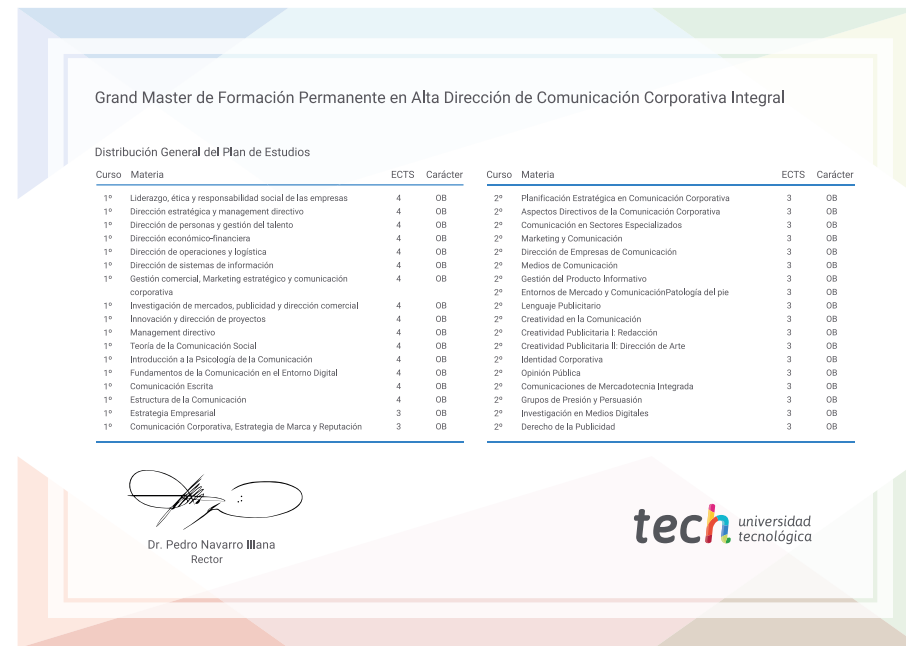 Grand Master de Formación Permanente en Alta Dirección de Comunicación Corporativa Integral
Distribución General del Plan de Estudios
Curso Materia ECTS Carácter
1º Liderazgo, ética y responsabilidad social de las empresas 4 OB
1º Dirección estratégica y management directivo 4 OB
1º Dirección de personas y gestión del talento 4 OB
1º Dirección económico-financiera 4 OB
1º Dirección de operaciones y logística 4 OB
1º Dirección de sistemas de información 4 OB
1º Gestión comercial, Marketing estratégico y comunicación 4 OB
corporativa
1º Investigación de mercados, publicidad y dirección comercial 4 OB
1º Innovación y dirección de proyectos 4 OB
1º Management directivo 4 OB
1º Teoría de la Comunicación Social 4 OB
1º Introducción a la Psicología de la Comunicación 4 OB
1º Fundamentos de la Comunicación en el Entorno Digital 4 OB
1º Comunicación Escrita 4 OB
1º Estructura de la Comunicación 4 OB
1º Estrategia Empresarial 3 OB
1º Comunicación Corporativa, Estrategia de Marca y Reputación 3 OB
Curso Materia ECTS Carácter
2º Planificación Estratégica en Comunicación Corporativa 3 OB
2º Aspectos Directivos de la Comunicación Corporativa 3 OB
2º Comunicación en Sectores Especializados 3 OB
2º Marketing y Comunicación 3 OB
2º Dirección de Empresas de Comunicación 3 OB
2º Medios de Comunicación 3 OB
2º Gestión del Producto Informativo 3 OB
2º Entornos de Mercado y ComunicaciónPatología del pie 3 OB
2º Lenguaje Publicitario 3 OB
2º Creatividad en la Comunicación 3 OB
2º Creatividad Publicitaria I: Redacción 3 OB
2º Creatividad Publicitaria II: Dirección de Arte 3 OB
2º Identidad Corporativa 3 OB
2º Opinión Pública 3 OB
2º Comunicaciones de Mercadotecnia Integrada 3 OB
2º Grupos de Presión y Persuasión 3 OB
2º Investigación en Medios Digitales 3 OB
2º Derecho de la Publicidad 3 OB
Dr. Pedro Navarro Illana
Rector
tech universidad
tecnológica